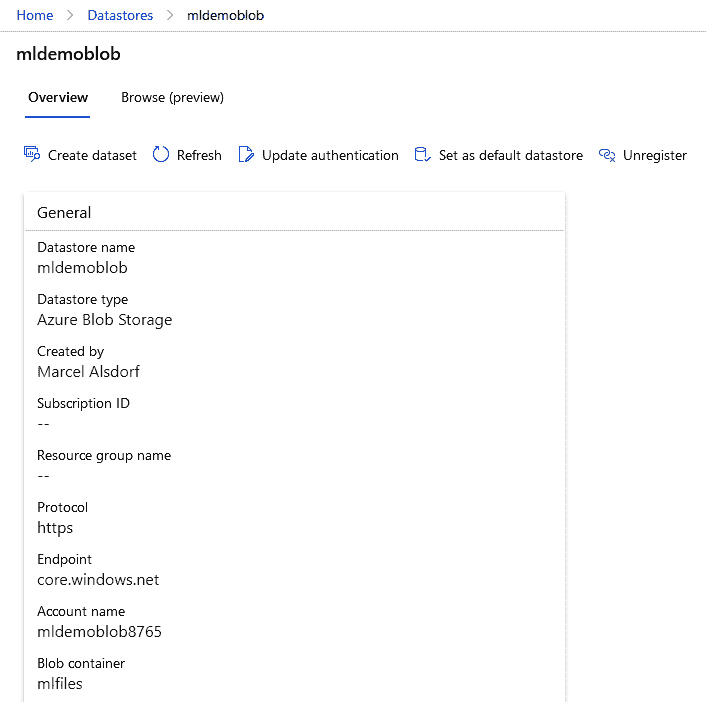 Home > Datastores > mldemoblob
mldemoblob
Overview Browse (preview)
Create dataset Refresh Update authentication Set as default datastore Unregister
General
Datastore name
mldemoblob
Datastore type
Azure Blob Storage
Created by
Marcel Alsdorf
Subscription ID
--
Resource group name
--
Protocol
https
Endpoint
core.windows.net
Account name
mldemoblob8765
Blob container
mlfiles